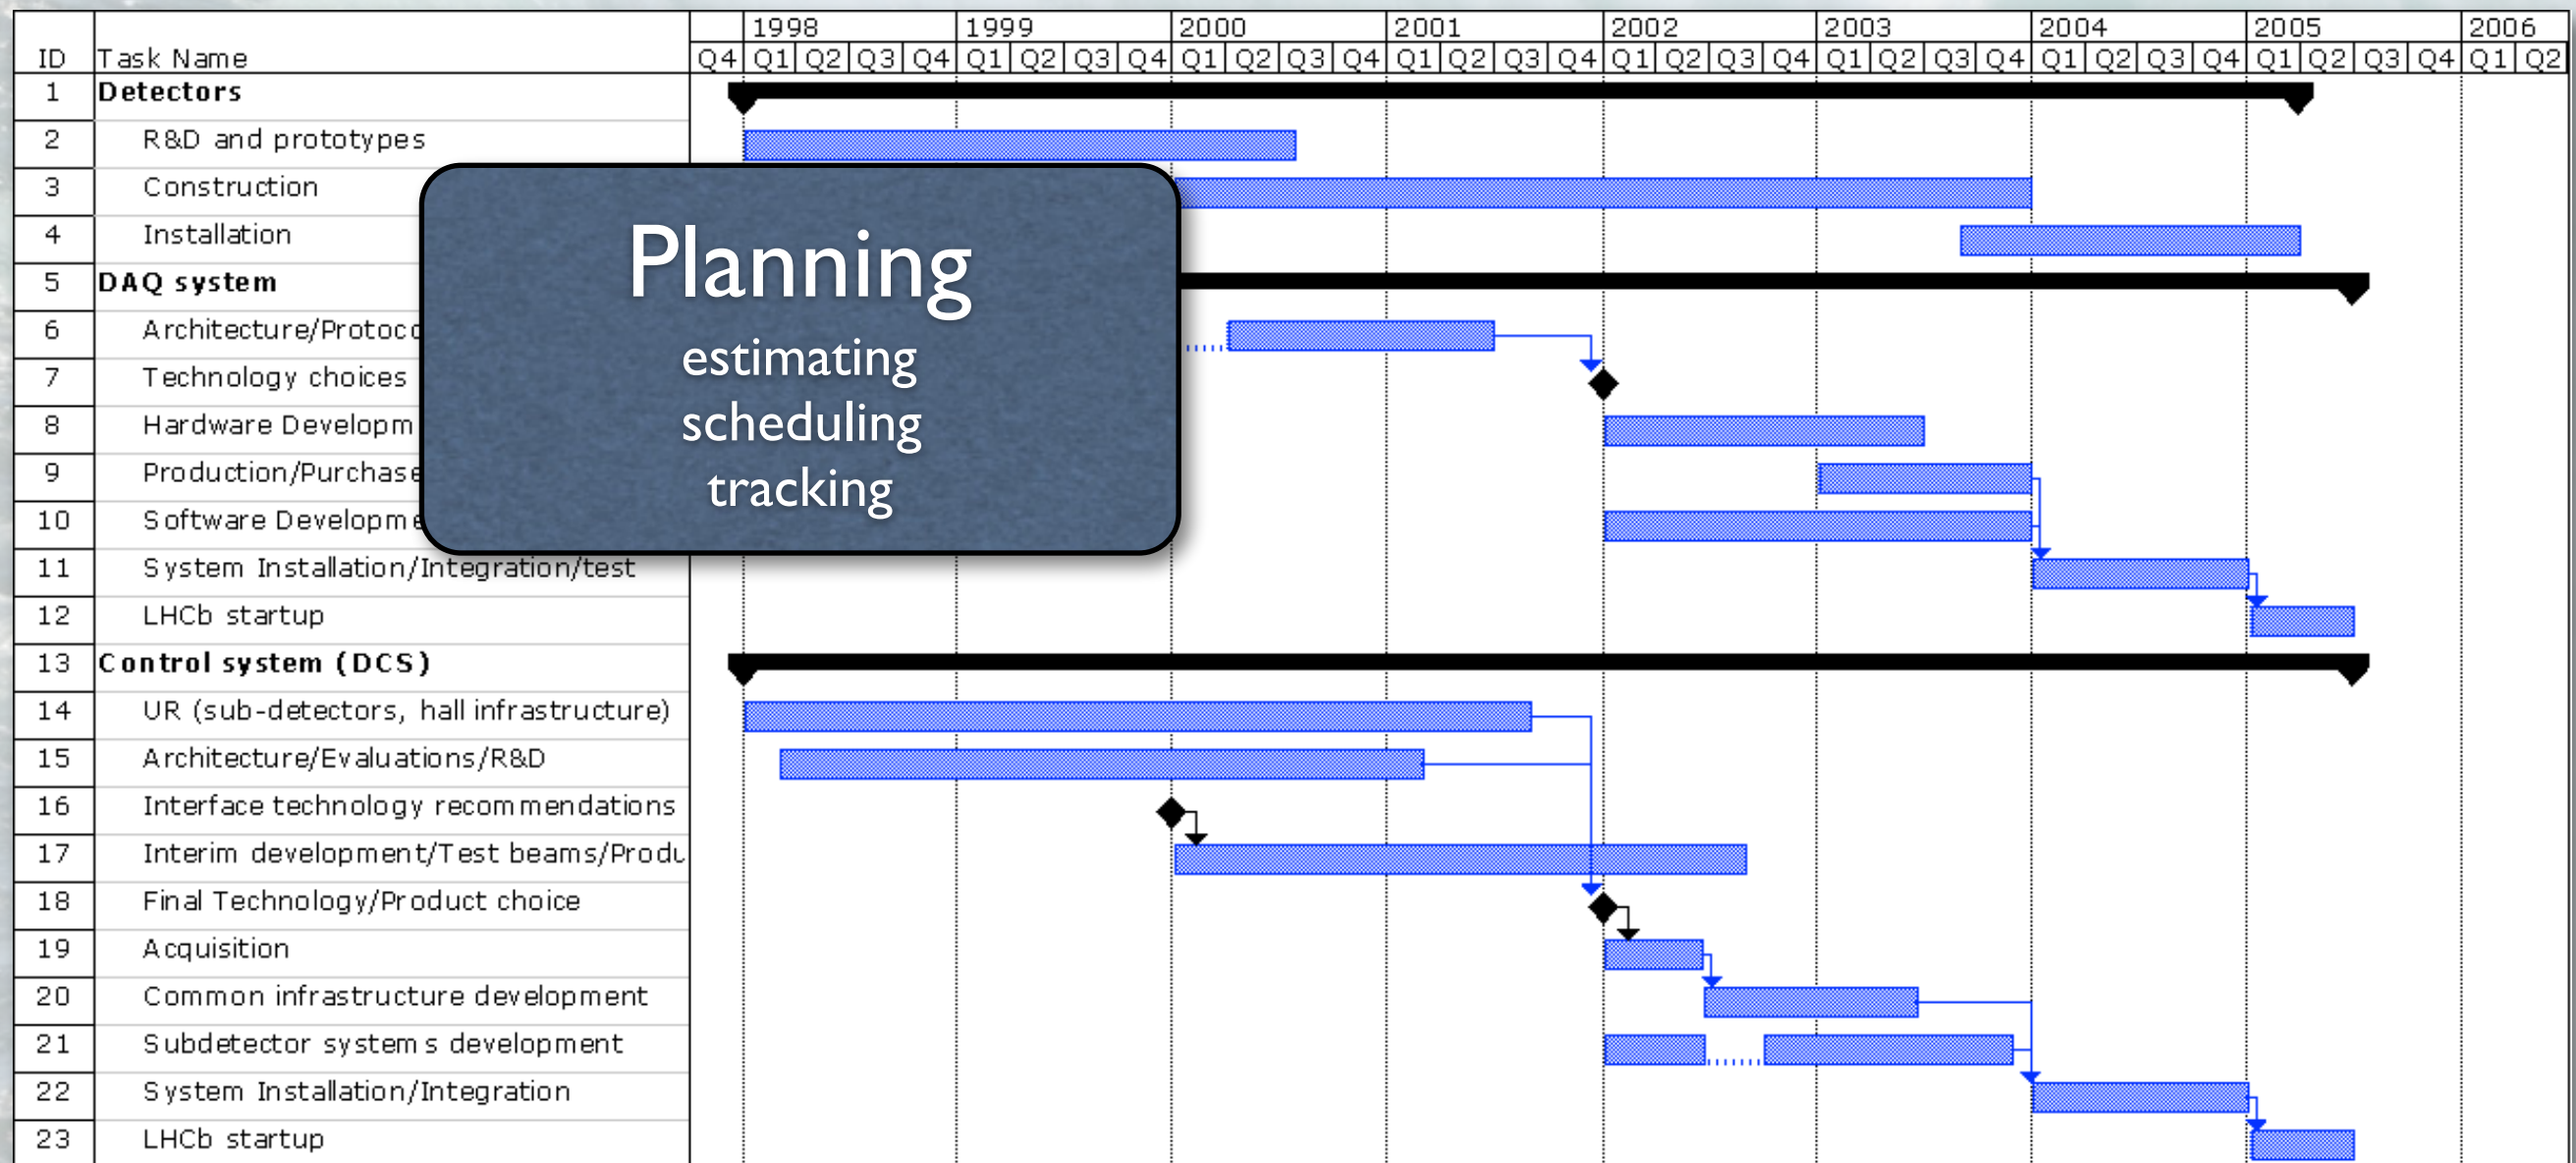 1998 1999 2000 2001 2002 2003 2004 2005 2006
ID Task Name Q4 Q1 Q2 Q3 Q4 Q1 Q2 Q3 Q4 Q1 Q2 Q3 Q4 Q1 Q2 Q3 Q4 Q1 Q2 Q3 Q4 Q1 Q2 Q3 Q4 Q1 Q2 Q3 Q4 Q1 Q2 Q3 Q4 Q1 Q2
1 Detectors
2 R&D and prototypes
3 Construction
4 Installation
5 DAQ system
6 Architecture/Protoco
7 Technology choices
8 Hardware Developm
9 Production/Purchase
10 Software Developme
11 System Installation/Integration/test
12 LHCb startup
13 Control system (DCS)
14 UR (sub-detectors, hall infrastructure)
15 Architecture/Evaluations/R&D
16 Interface technology recommendations
17 Interim development/Test beams/Produ
18 Final Technology/Product choice
19 Acquisition
20 Common infrastructure development
21 Subdetector systems development
22 System Installation/Integration
23 LHCb startup
Planning
estimating
scheduling
tracking